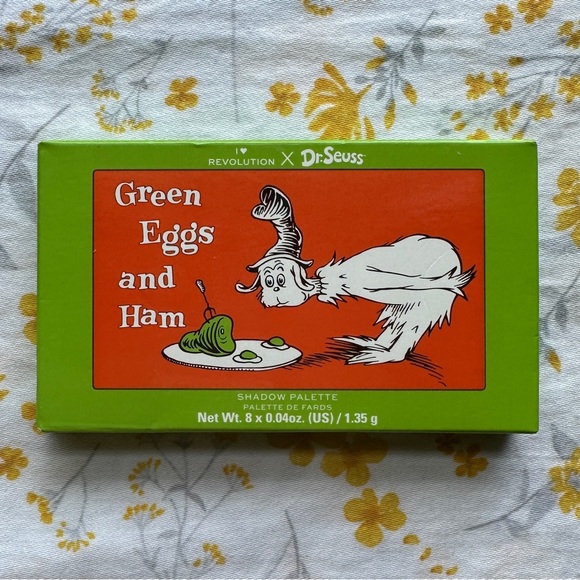 I ♥
REVOLUTION X Dr. Seuss
Green
Eggs
and
Ham
SHADOW PALETTE
PALETTE DE FARDS
Net Wt. 8 x 0.04oz. (US) / 1.35 g